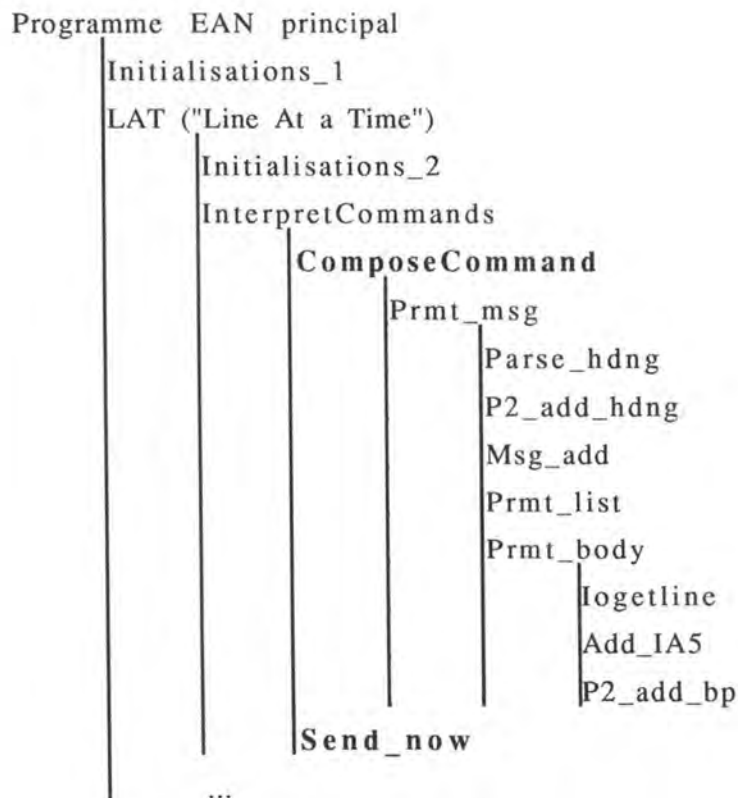 Programme EAN principal
Initialisations_1
LAT ("Line At a Time")
Initialisations_2
InterpretCommands
ComposeCommand
Prmt_msg
Parse_hdng
P2_add_hdng
Msg_add
Prmt_list
Prmt_body
Iogetline
Add_IA5
P2_add_bp
Send_now
...